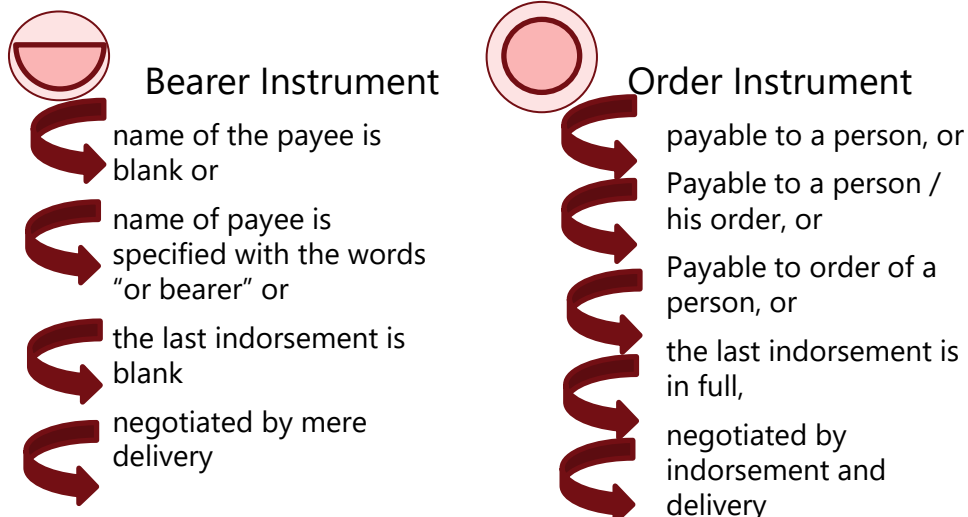 Bearer Instrument
name of the payee is
blank or
name of payee is
specified with the words
“or bearer” or
the last indorsement is
blank
negotiated by mere
delivery
Order Instrument
payable to a person, or
Payable to a person /
his order, or
Payable to order of a
person, or
the last indorsement is
in full,
negotiated by
indorsement and
delivery